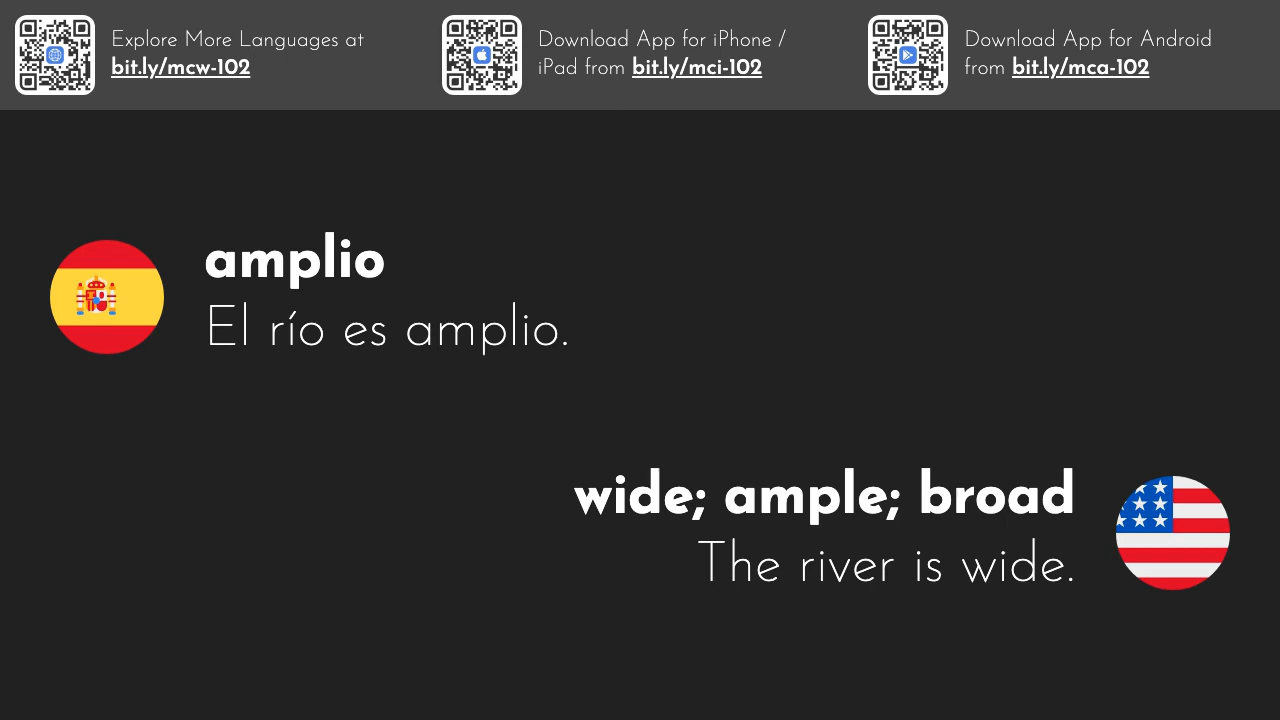 Explore More Languages at
bit.ly/mcw-102
Download App for iPhone /
iPad from bit.ly/mci-102
Download App for Android
from bit.ly/mca-102
amplio
El río es amplio.
wide; ample; broad
The river is wide.